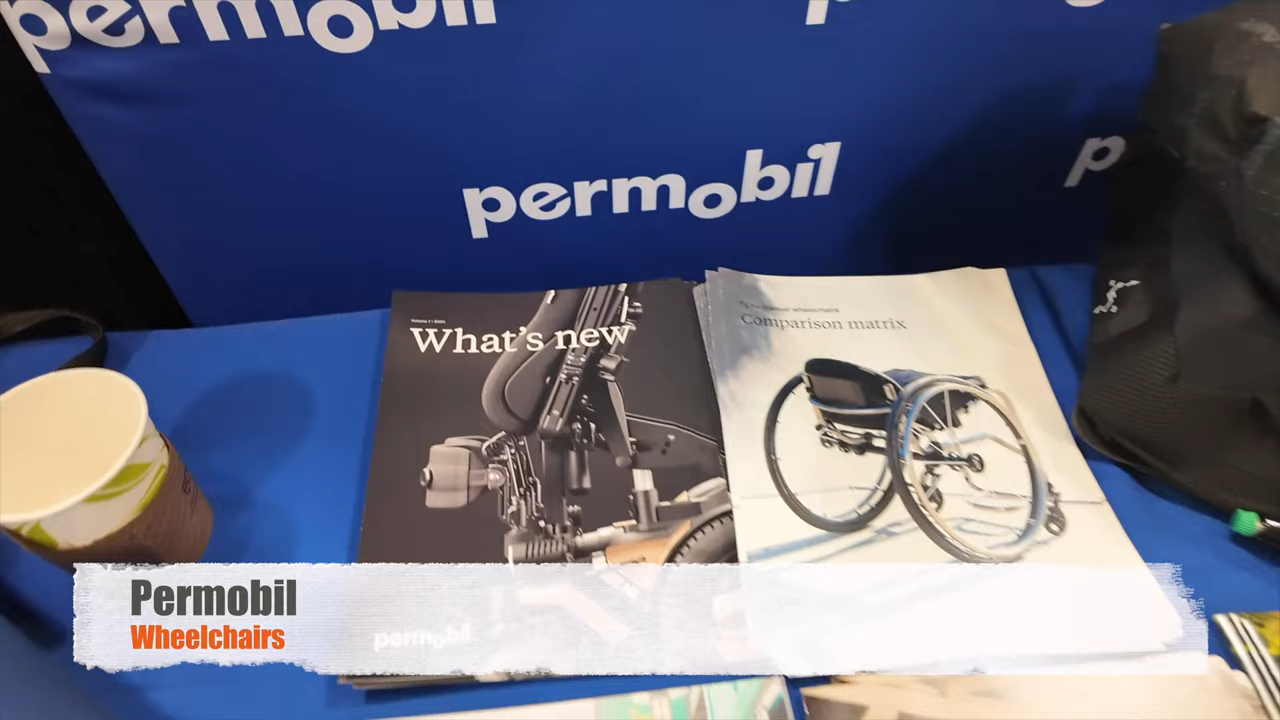 permobil
permobil
What's new
Comparison matrix
permobil
Permobil
Wheelchairs